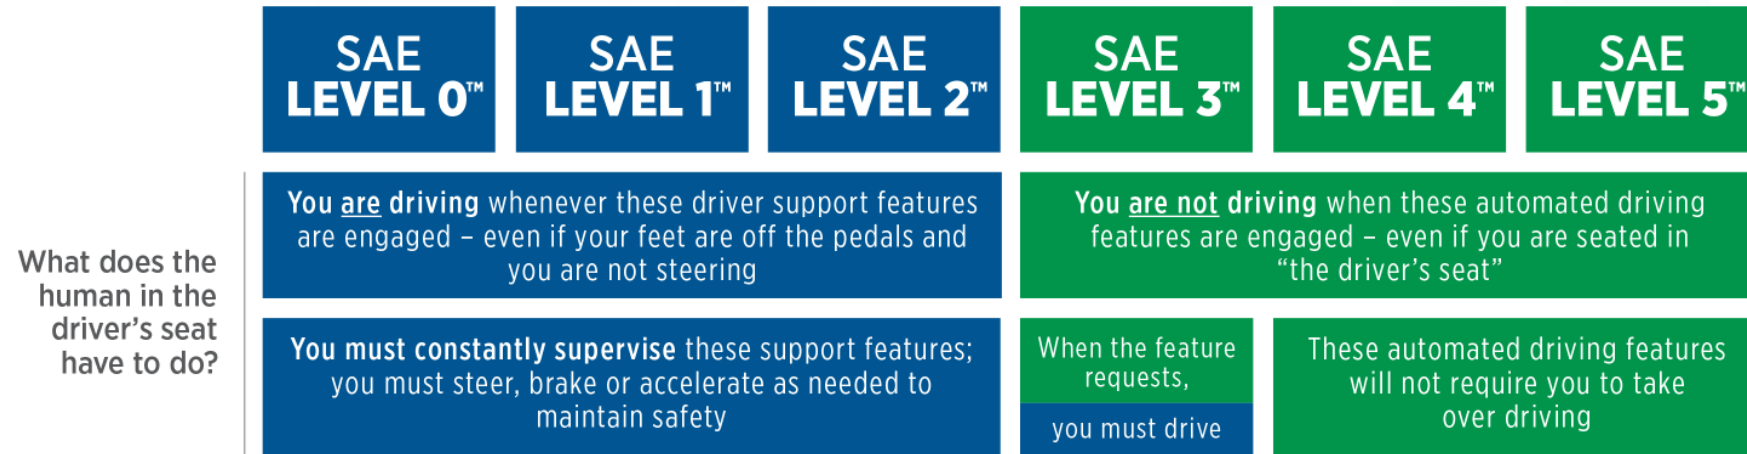 SAE
LEVEL 0™
SAE
LEVEL 1™
SAE
LEVEL 2™
SAE
LEVEL 3™
SAE
LEVEL 4™
SAE
LEVEL 5™
What does the
human in the
driver's seat
have to do?
You are driving whenever these driver support features
are engaged – even if your feet are off the pedals and
you are not steering
You are not driving when these automated driving
features are engaged – even if you are seated in
“the driver's seat”
You must constantly supervise these support features;
you must steer, brake or accelerate as needed to
maintain safety
When the feature
requests,
you must drive
These automated driving features
will not require you to take
over driving